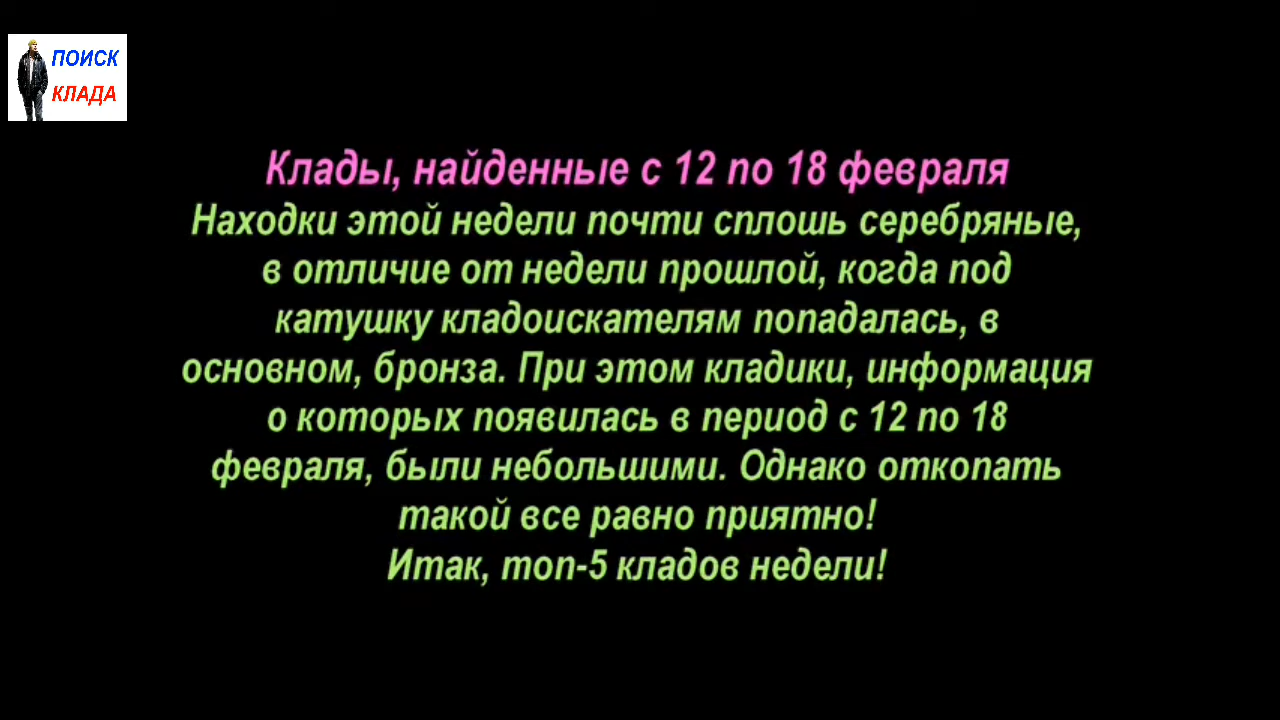 ПОИСК
КЛАДА
Клады, найденные с 12 по 18 февраля
Находки этой недели почти сплошь серебряные,
в отличие от недели прошлой, когда под
катушку кладоискателям попадалась, в
основном, бронза. При этом кладики, информация
о которых появилась в период с 12 по 18
февраля, были небольшими. Однако откопать
такой все равно приятно!
Итак, топ-5 кладов недели!